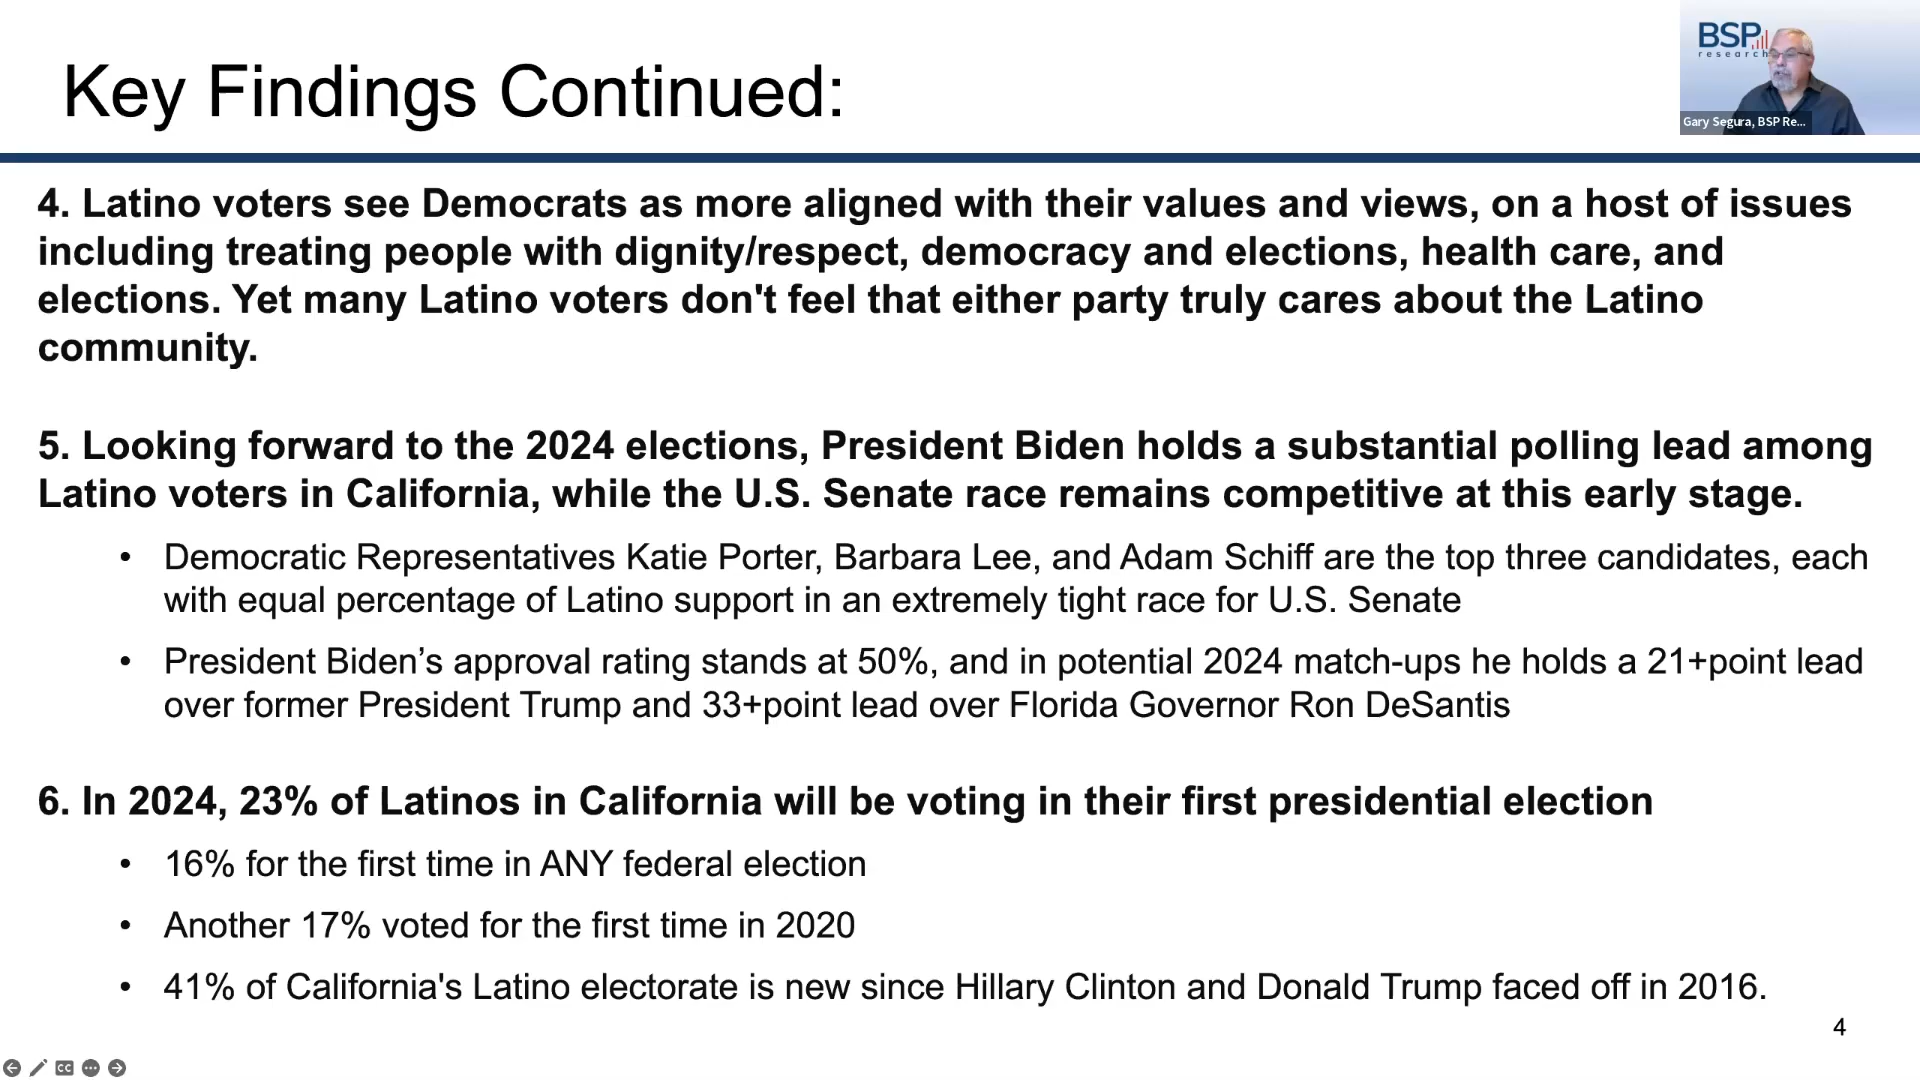 Key Findings Continued:
BSP
research
Gary Segura, BSP Re...
4. Latino voters see Democrats as more aligned with their values and views, on a host of issues
including treating people with dignity/respect, democracy and elections, health care, and
elections. Yet many Latino voters don't feel that either party truly cares about the Latino
community.
5. Looking forward to the 2024 elections, President Biden holds a substantial polling lead among
Latino voters in California, while the U.S. Senate race remains competitive at this early stage.
• Democratic Representatives Katie Porter, Barbara Lee, and Adam Schiff are the top three candidates, each
with equal percentage of Latino support in an extremely tight race for U.S. Senate
• President Biden’s approval rating stands at 50%, and in potential 2024 match-ups he holds a 21+point lead
over former President Trump and 33+point lead over Florida Governor Ron DeSantis
6. In 2024, 23% of Latinos in California will be voting in their first presidential election
• 16% for the first time in ANY federal election
• Another 17% voted for the first time in 2020
• 41% of California's Latino electorate is new since Hillary Clinton and Donald Trump faced off in 2016.
4
CC